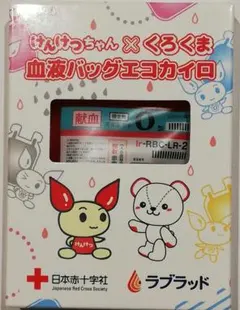 けんけつちゃん×くろくま
血液バッグエコカイロ
献血
O
Ir-RBC-LR-2
けんけつ
日本赤十字社
Japanese Red Cross Society
ラブラッド